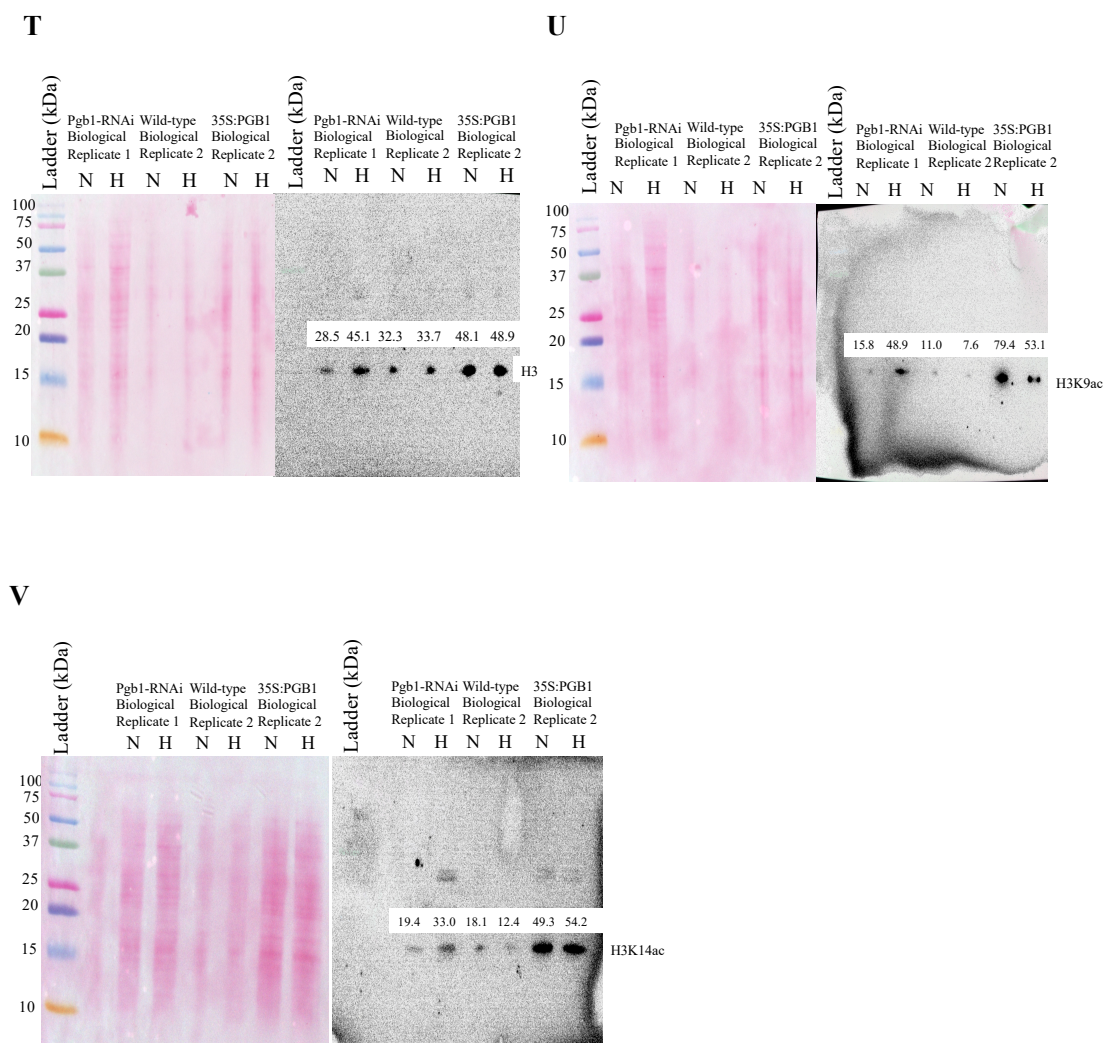 T
Ladder (kDa)
Pgb1-RNAi Wild-type 35S:PGB1
Biological Biological Biological
Replicate 1 Replicate 2 Replicate 2
N H N H N H
100
75
50
37
25
20
15
10
Ladder (kDa)
Pgb1-RNAi Wild-type 35S:PGB1
Biological Biological Biological
Replicate 1 Replicate 2 Replicate 2
N H N H N H
28.5 45.1 32.3 33.7 48.1 48.9
H3
U
Ladder (kDa)
Pgb1-RNAi Wild-type 35S:PGB1
Biological Biological Biological
Replicate 1 Replicate 2 Replicate 2
N H N H N H
100
75
50
37
25
20
15
10
Ladder (kDa)
Pgb1-RNAi Wild-type 35S:PGB1
Biological Biological Biological
Replicate 1 Replicate 2 Replicate 2
N H N H N H
15.8 48.9 11.0 7.6 79.4 53.1
H3K9ac
V
Ladder (kDa)
Pgb1-RNAi Wild-type 35S:PGB1
Biological Biological Biological
Replicate 1 Replicate 2 Replicate 2
N H N H N H
100
75
50
37
25
20
15
10
Ladder (kDa)
Pgb1-RNAi Wild-type 35S:PGB1
Biological Biological Biological
Replicate 1 Replicate 2 Replicate 2
N H N H N H
19.4 33.0 18.1 12.4 49.3 54.2
H3K14ac